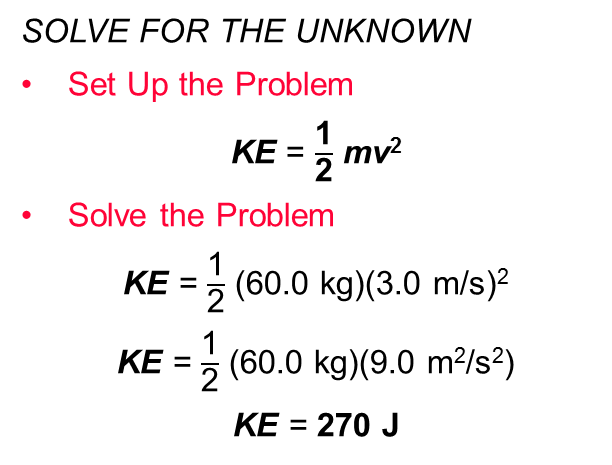 SOLVE FOR THE UNKNOWN
• Set Up the Problem
KE = 1/2 mv²
• Solve the Problem
KE = 1/2 (60.0 kg)(3.0 m/s)²
KE = 1/2 (60.0 kg)(9.0 m²/s²)
KE = 270 J